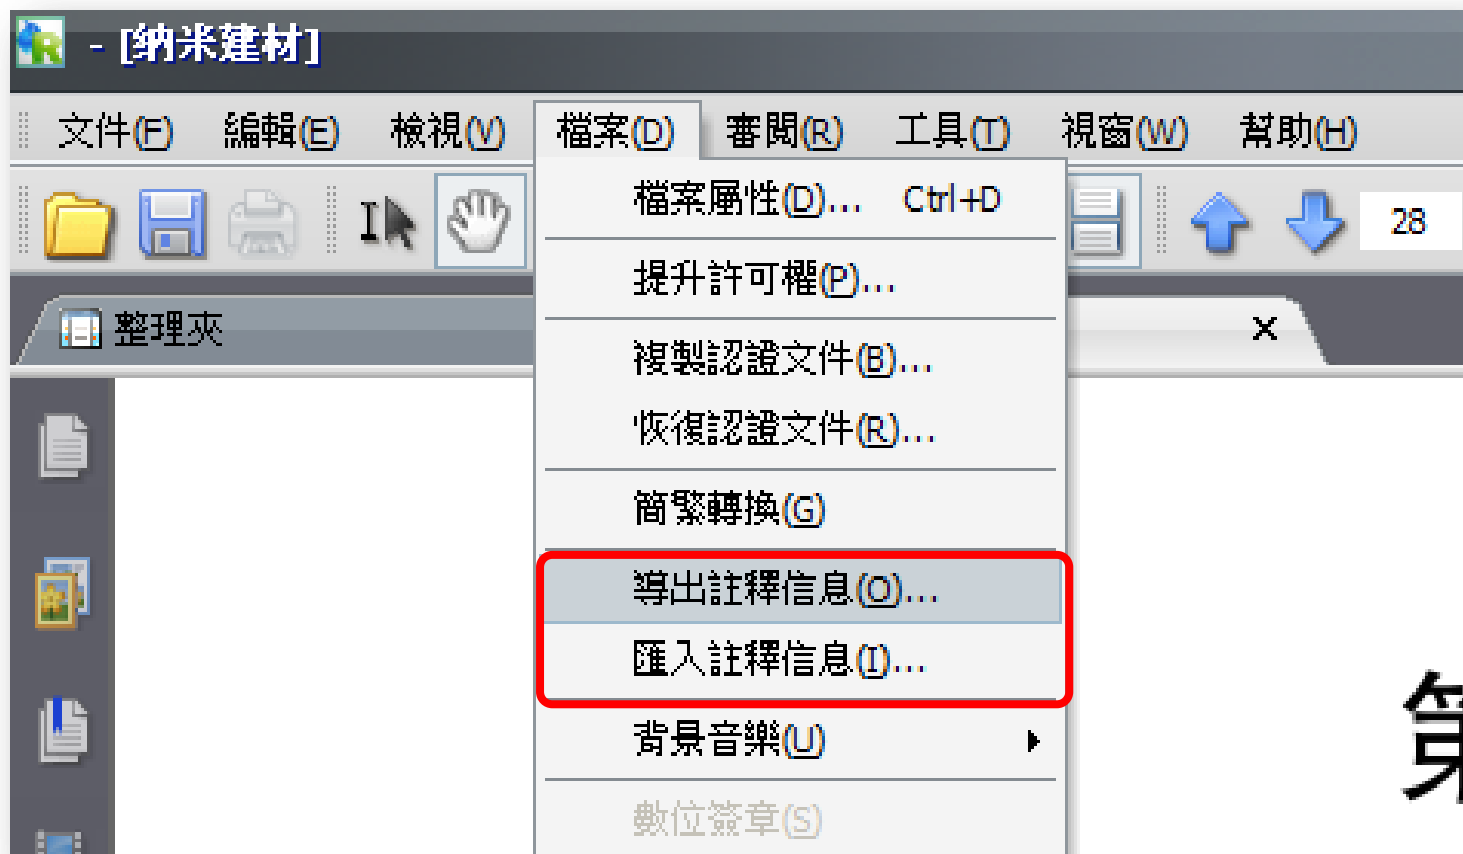 - [纳米建材]
文件(F) 編輯(E) 檢視(V) 檔案(D) 審閱(R) 工具(T) 視窗(W) 幫助(H)
檔案屬性(D)... Ctrl+D
28
提升許可權(P)...
整理夾
複製認證文件(B)...
恢復認證文件(R)...
簡繁轉換(G)
導出註釋信息(O)...
匯入註釋信息(I)...
背景音樂(U)
數位簽章(S)
第